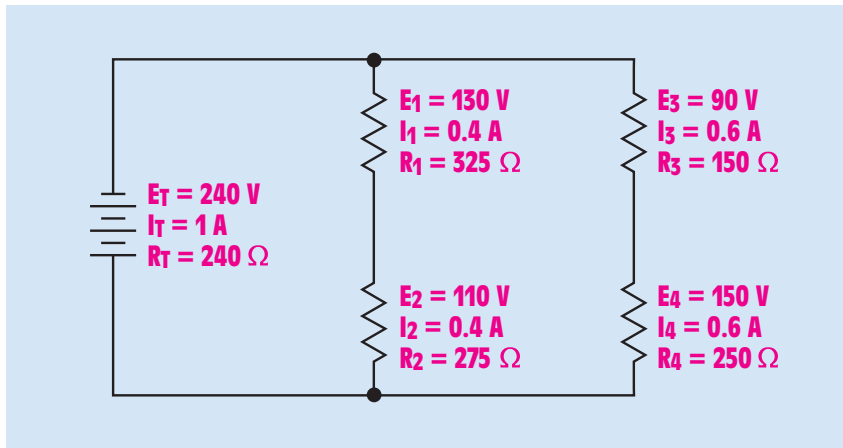 E1 = 130 V
I1 = 0.4 A
R1 = 325 Ω
E3 = 90 V
I3 = 0.6 A
R3 = 150 Ω
ET = 240 V
IT = 1 A
RT = 240 Ω
E2 = 110 V
I2 = 0.4 A
R2 = 275 Ω
E4 = 150 V
I4 = 0.6 A
R4 = 250 Ω